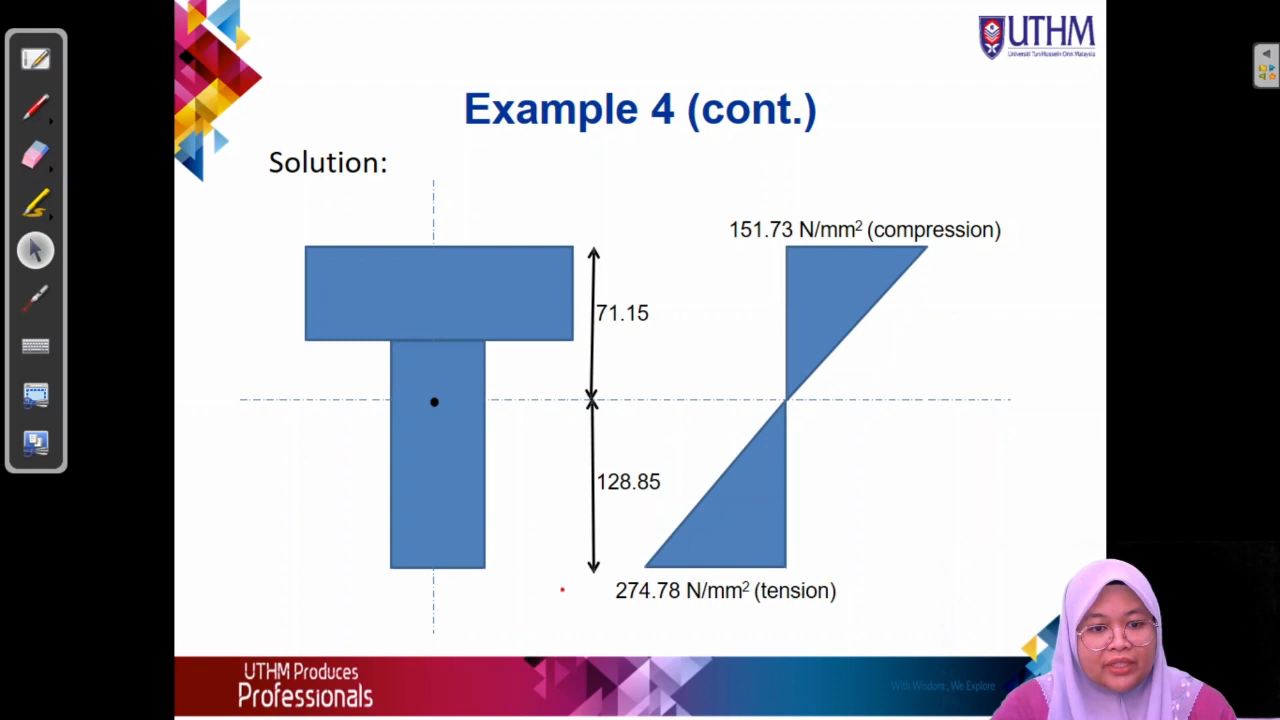 UTHM
Universiti Tun Hussein Onn Malaysia
Example 4 (cont.)
Solution:
151.73 N/mm² (compression)
71.15
128.85
274.78 N/mm² (tension)
UTHM Produces
Professionals
With Wisdom, We Explore